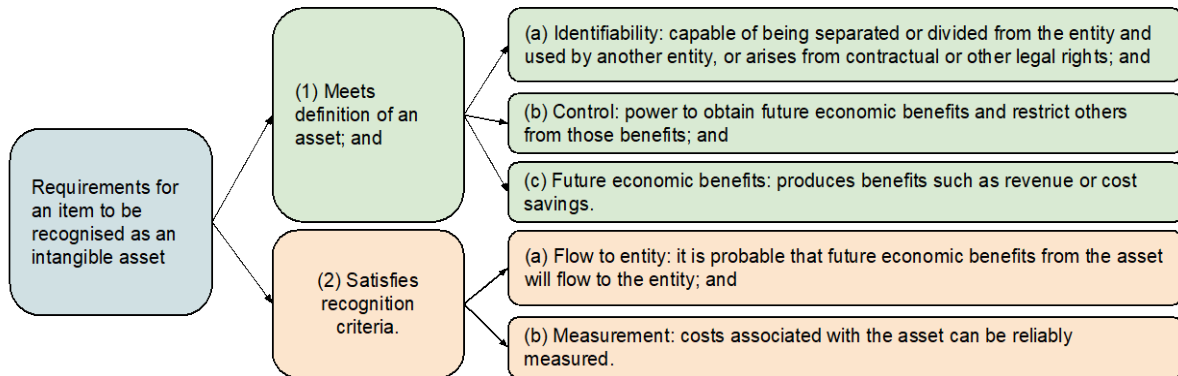 Requirements for
an item to be
recognised as an
intangible asset
(1) Meets
definition of an
asset; and
(a) Identifiability: capable of being separated or divided from the entity and
used by another entity, or arises from contractual or other legal rights; and
(b) Control: power to obtain future economic benefits and restrict others
from those benefits; and
(c) Future economic benefits: produces benefits such as revenue or cost
savings.
(2) Satisfies
recognition
criteria.
(a) Flow to entity: it is probable that future economic benefits from the asset
will flow to the entity; and
(b) Measurement: costs associated with the asset can be reliably
measured.